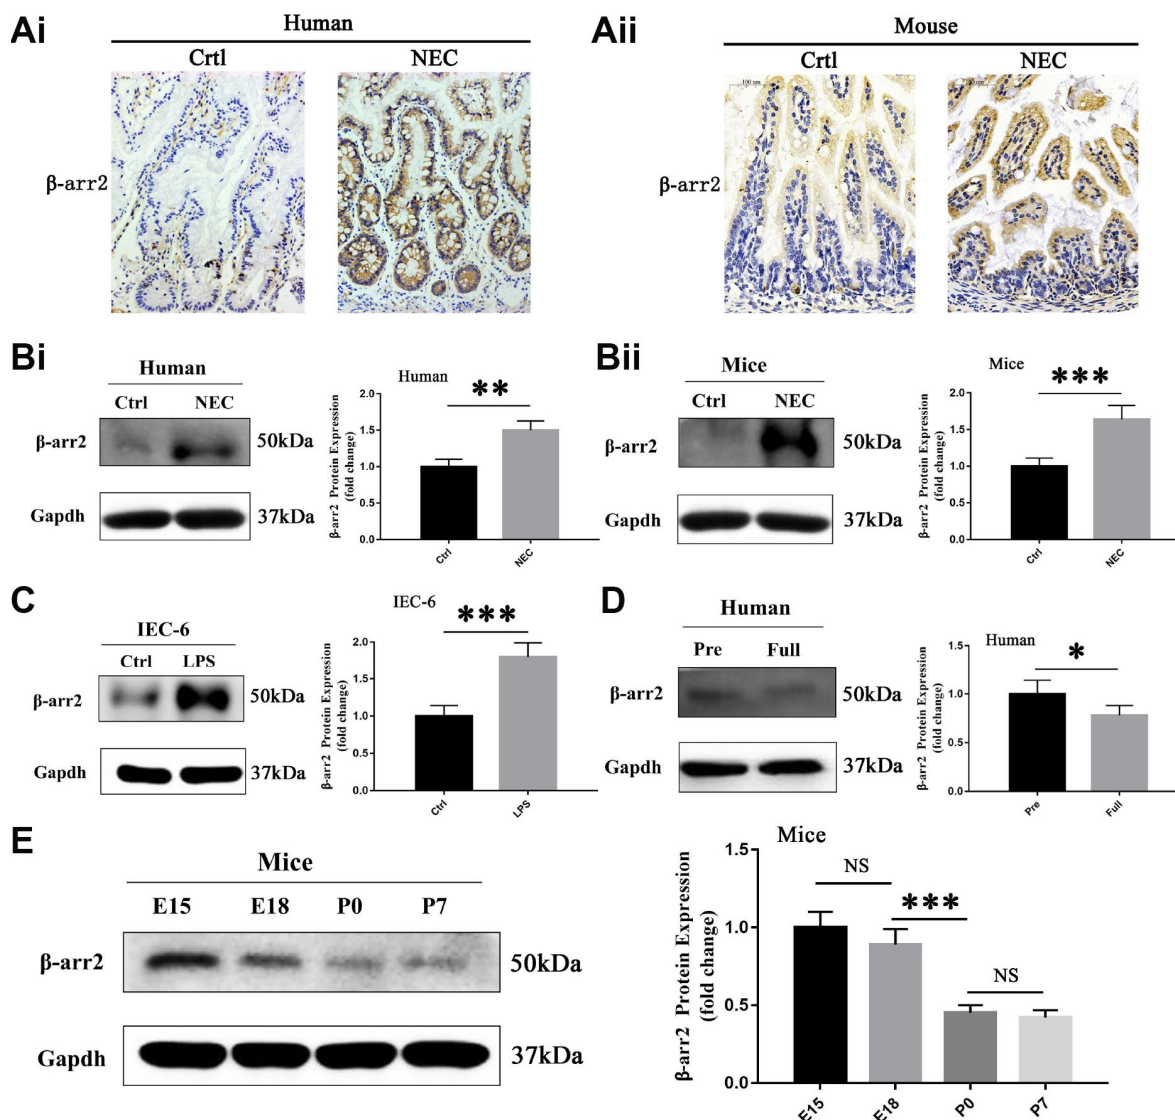 Ai
Human
Crtl
NEC
β-arr2
Aii
Mouse
Crtl
NEC
100 um
β-arr2
Bi
Human
Ctrl
NEC
β-arr2
50kDa
Gapdh
37kDa
Human
**
β-arr2 Protein Expression
(fold change)
2.0
1.5
1.0
0.5
0.0
Ctrl
NEC
Bii
Mice
Ctrl
NEC
β-arr2
50kDa
Gapdh
37kDa
Mice
***
β-arr2 Protein Expression
(fold change)
2.0
1.5
1.0
0.5
0.0
Ctrl
NEC
C
IEC-6
Ctrl
LPS
β-arr2
50kDa
Gapdh
37kDa
IEC-6
***
β-arr2 Protein Expression
(fold change)
2.0
1.5
1.0
0.5
0.0
Ctrl
LPS
D
Human
Pre
Full
β-arr2
50kDa
Gapdh
37kDa
Human
*
β-arr2 Protein Expression
(fold change)
1.5
1.0
0.5
0.0
Pre
Full
E
Mice
E15
E18
P0
P7
β-arr2
50kDa
Gapdh
37kDa
Mice
NS
***
NS
β-arr2 Protein Expression
(fold change)
1.5
1.0
0.5
0.0
E15
E18
P0
P7